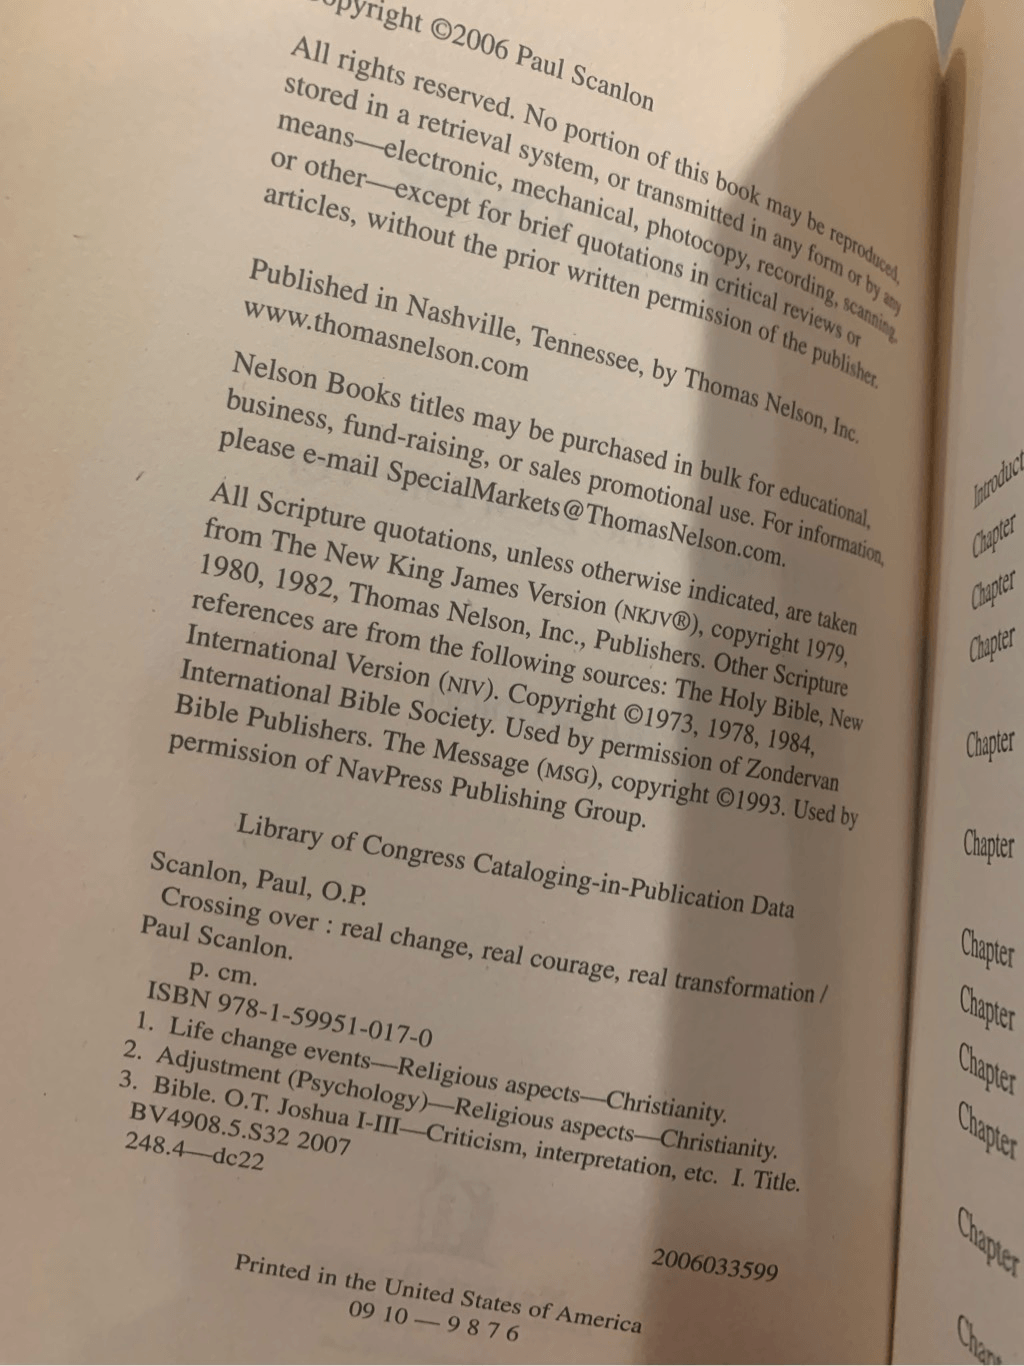 Copyright ©2006 Paul Scanlon
All rights reserved. No portion of this book may be reproduced,
stored in a retrieval system, or transmitted in any form or by any
means—electronic, mechanical, photocopy, recording, scanning,
or other—except for brief quotations in critical reviews or
articles, without the prior written permission of the publisher.
Published in Nashville, Tennessee, by Thomas Nelson, Inc.
www.thomasnelson.com
Nelson Books titles may be purchased in bulk for educational,
business, fund-raising, or sales promotional use. For information,
please e-mail SpecialMarkets@ThomasNelson.com.
All Scripture quotations, unless otherwise indicated, are taken
from The New King James Version (NKJV®), copyright 1979,
1980, 1982, Thomas Nelson, Inc., Publishers. Other Scripture
references are from the following sources: The Holy Bible, New
International Version (NIV). Copyright ©1973, 1978, 1984,
International Bible Society. Used by permission of Zondervan
Bible Publishers. The Message (MSG), copyright ©1993. Used by
permission of NavPress Publishing Group.
Library of Congress Cataloging-in-Publication Data
Scanlon, Paul, O.P.
Crossing over : real change, real courage, real transformation /
Paul Scanlon.
p. cm.
ISBN 978-1-59951-017-0
1. Life change events—Religious aspects—Christianity.
2. Adjustment (Psychology)—Religious aspects—Christianity.
3. Bible. O.T. Joshua I-III—Criticism, interpretation, etc. I. Title.
BV4908.5.S32 2007
248.4—dc22
2006033599
Printed in the United States of America
09 10 — 9 8 7 6
Introduct
Chapter
Chapter
Chapter
Chapter
Chapter
Chapter
Chapter
Chapter
Chapter
Chapter
Chapt